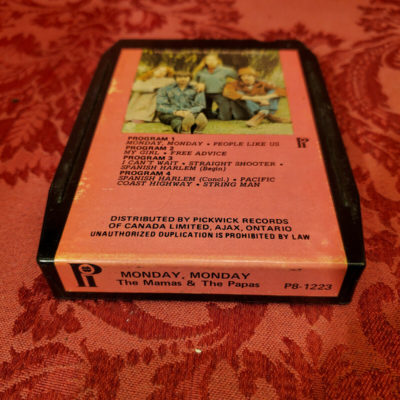 PROGRAM 1
MONDAY, MONDAY • PEOPLE LIKE US
PROGRAM 2
MY GIRL • FREE ADVICE
PROGRAM 3
I CAN'T WAIT • STRAIGHT SHOOTER •
SPANISH HARLEM (Begin)
PROGRAM 4
SPANISH HARLEM (Concl.) • PACIFIC
COAST HIGHWAY • STRING MAN
DISTRIBUTED BY PICKWICK RECORDS
OF CANADA LIMITED, AJAX, ONTARIO
UNAUTHORIZED DUPLICATION IS PROHIBITED BY LAW
MONDAY, MONDAY
The Mamas & The Papas
P8-1223